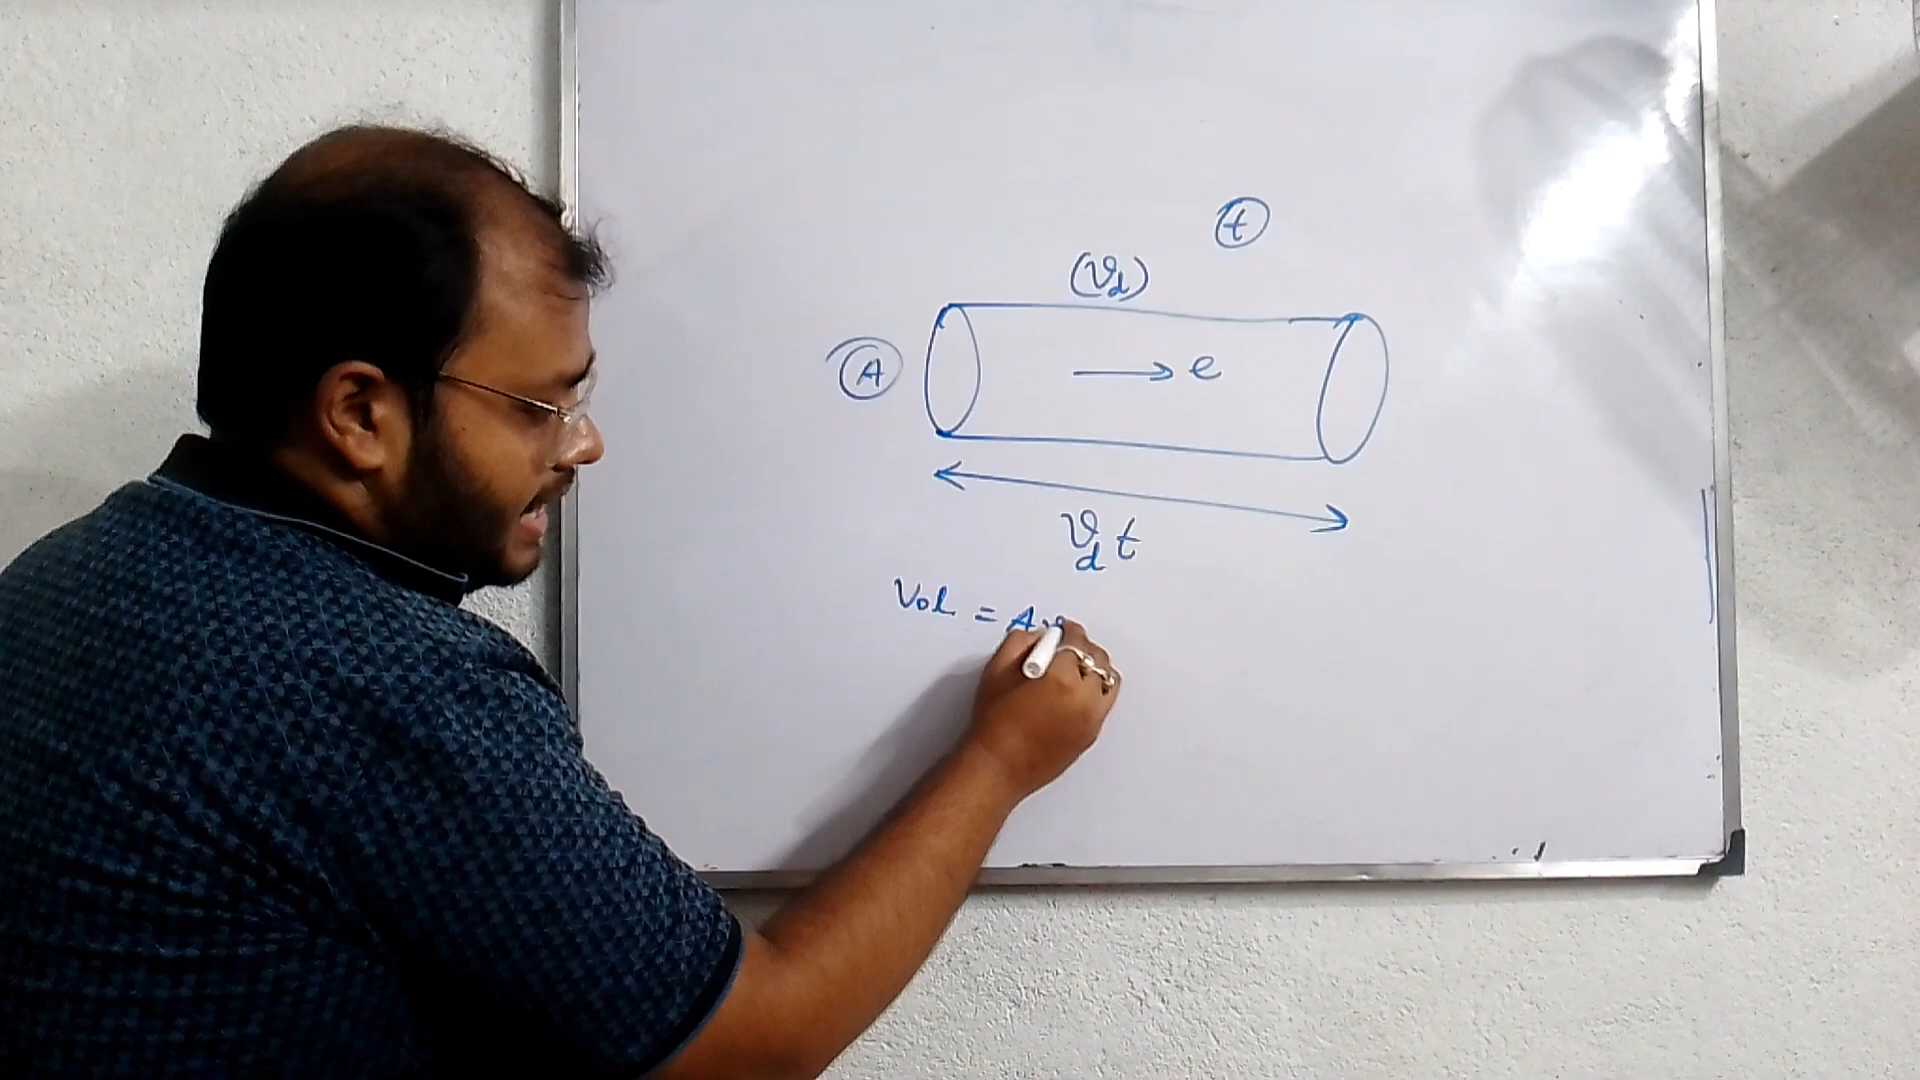 t
(v_d)
A
e
v_d t
Vol = A v